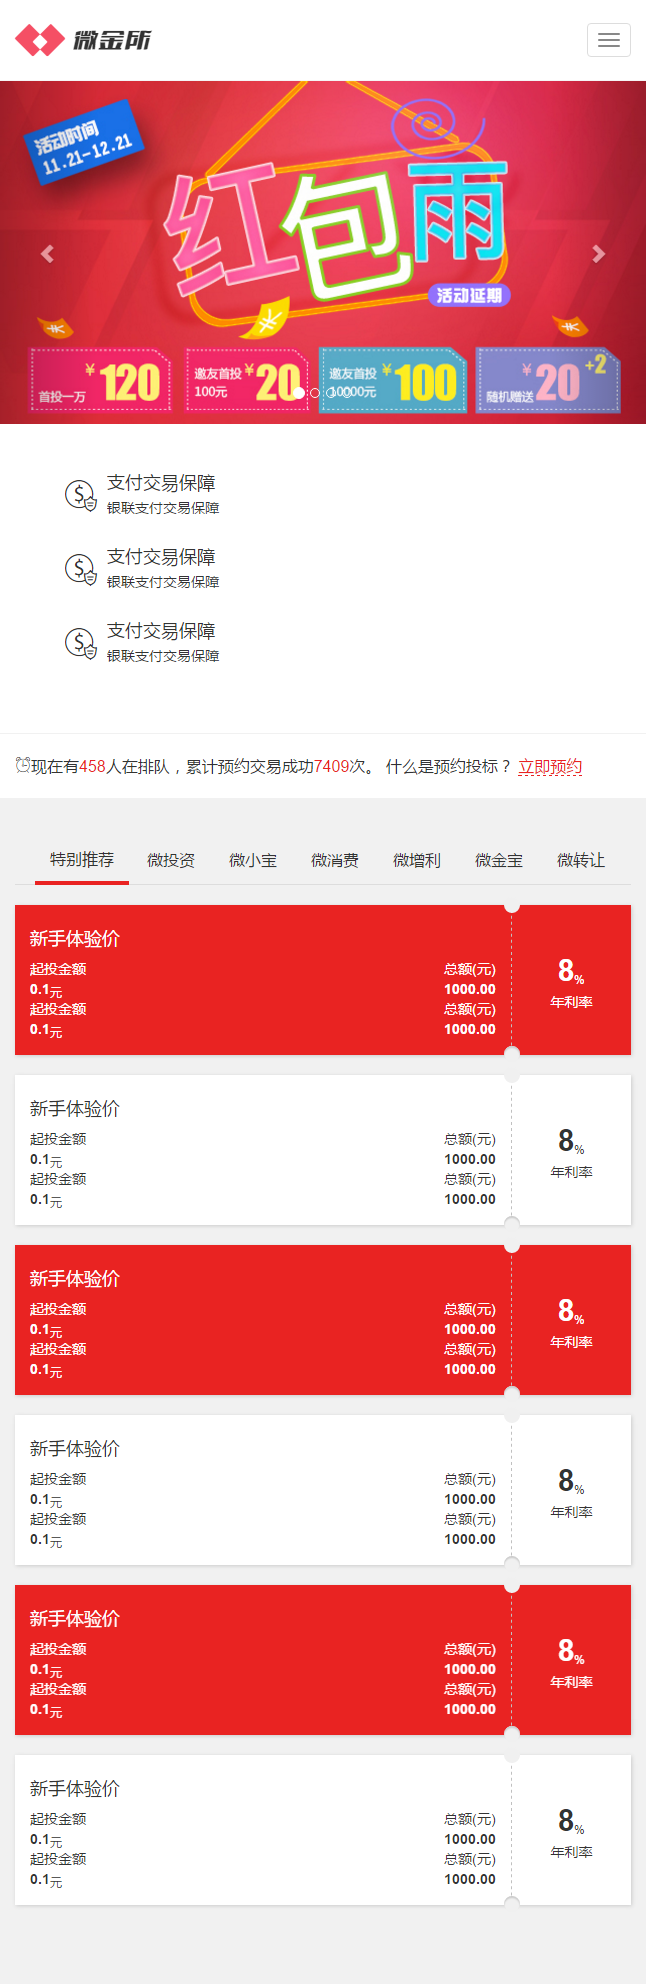 微金所
活动时间
11.21-12.21
红包雨
活动延期
首投一万 ¥120
邀友首投 ¥20
100元
邀友首投 ¥100
10000元
随机赠送 ¥20+2
支付交易保障
银联支付交易保障
支付交易保障
银联支付交易保障
支付交易保障
银联支付交易保障
现在有458人在排队，累计预约交易成功7409次。 什么是预约投标？ 立即预约
特别推荐 微投资 微小宝 微消费 微增利 微金宝 微转让
新手体验价
起投金额 总额(元)
0.1元 1000.00
起投金额 总额(元)
0.1元 1000.00
8%
年利率
新手体验价
起投金额 总额(元)
0.1元 1000.00
起投金额 总额(元)
0.1元 1000.00
8%
年利率
新手体验价
起投金额 总额(元)
0.1元 1000.00
起投金额 总额(元)
0.1元 1000.00
8%
年利率
新手体验价
起投金额 总额(元)
0.1元 1000.00
起投金额 总额(元)
0.1元 1000.00
8%
年利率
新手体验价
起投金额 总额(元)
0.1元 1000.00
起投金额 总额(元)
0.1元 1000.00
8%
年利率
新手体验价
起投金额 总额(元)
0.1元 1000.00
起投金额 总额(元)
0.1元 1000.00
8%
年利率